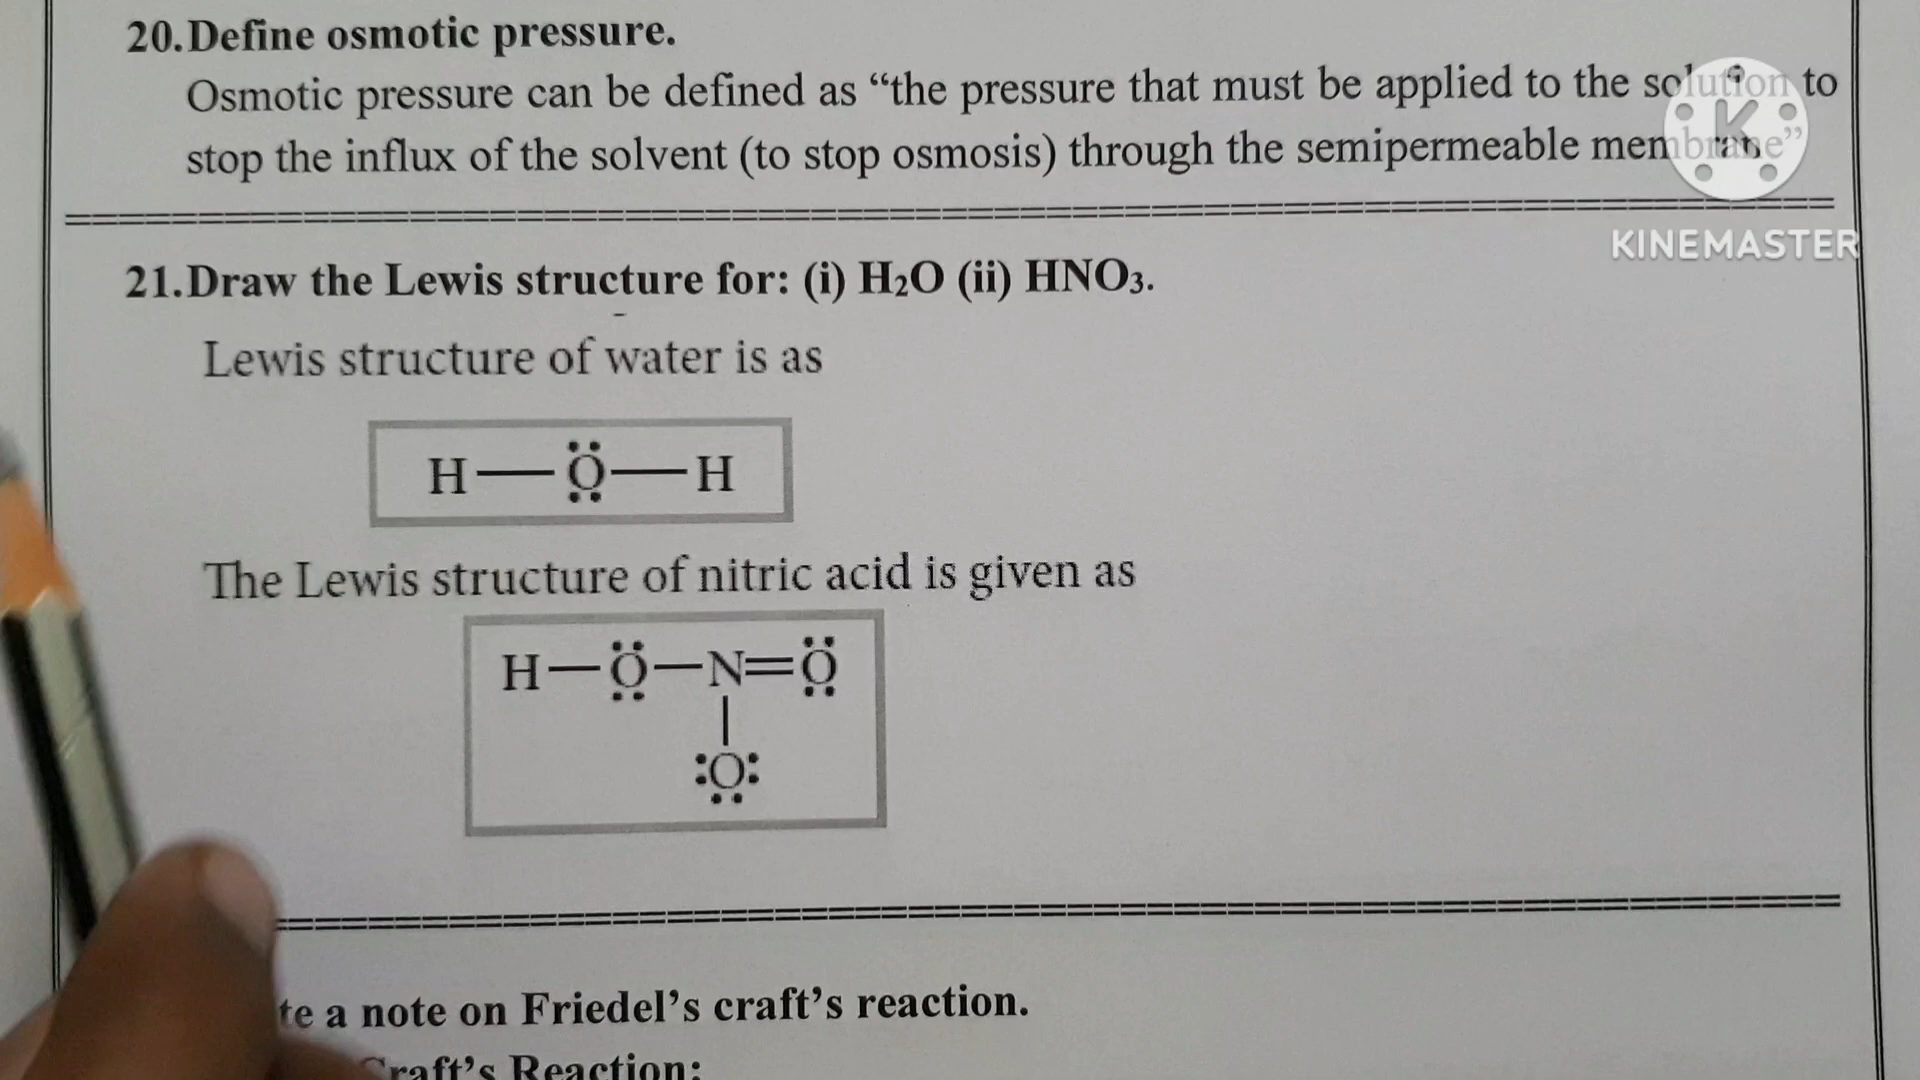 20. Define osmotic pressure.
Osmotic pressure can be defined as “the pressure that must be applied to the solution to
stop the influx of the solvent (to stop osmosis) through the semipermeable membrane”
K
KINEMASTER
21. Draw the Lewis structure for: (i) H₂O (ii) HNO₃.
Lewis structure of water is as
H—Ö—H
The Lewis structure of nitric acid is given as
H—Ö—N=Ö
|
:O:
te a note on Friedel’s craft’s reaction.
Craft’s Reaction: